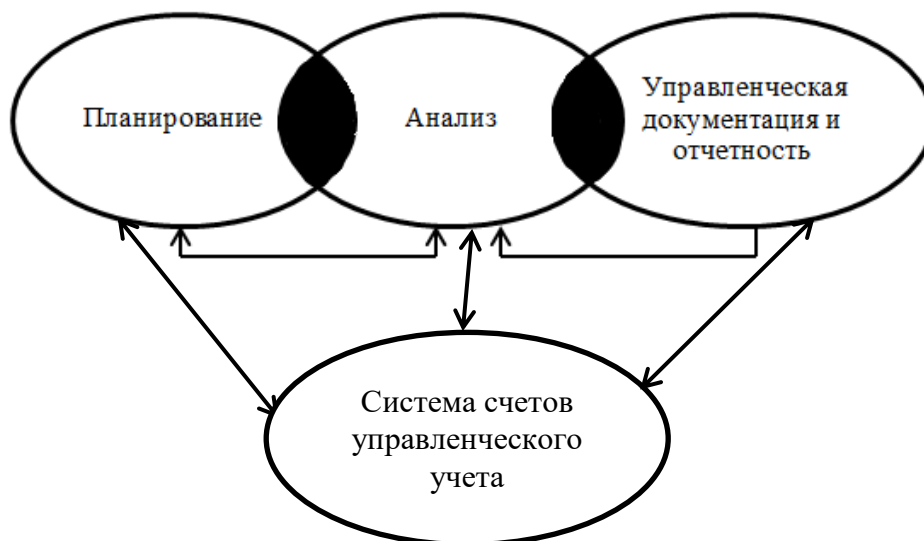 Планирование
Анализ
Управленческая
документация и
отчетность
Система счетов
управленческого
учета